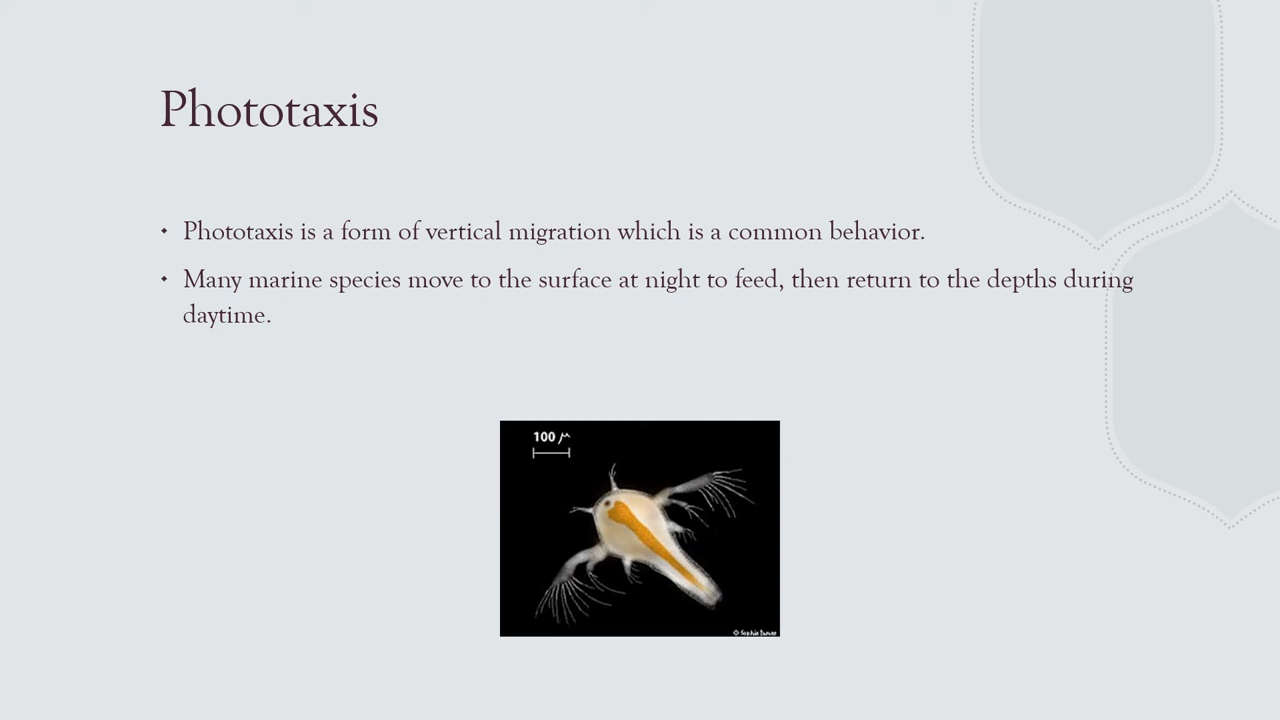 Phototaxis
Phototaxis is a form of vertical migration which is a common behavior.
Many marine species move to the surface at night to feed, then return to the depths during
daytime.
100 µ
© Sophia